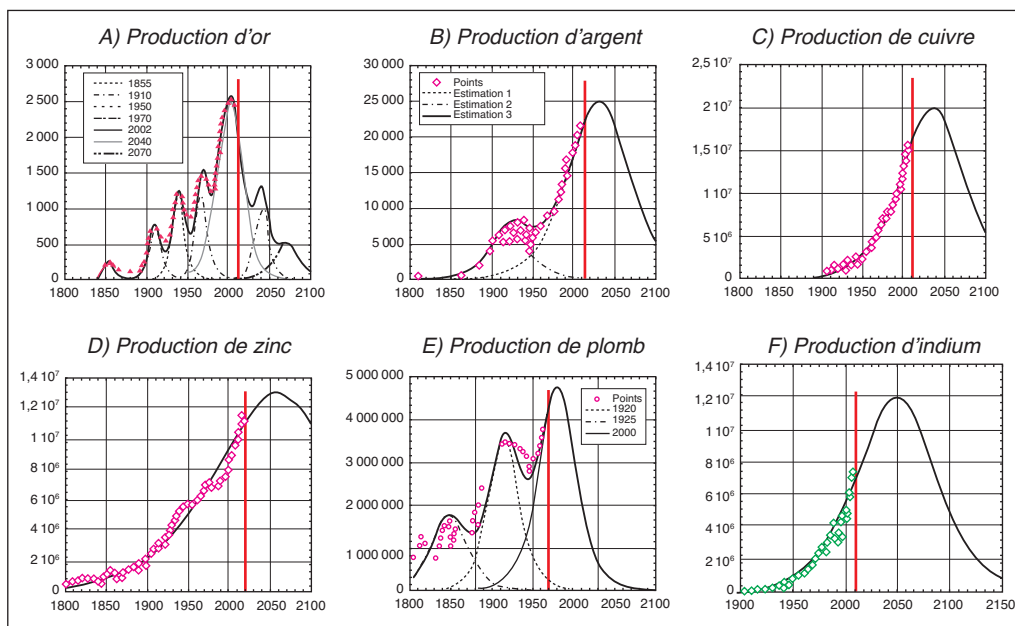 A) Production d'or
3 000
2 500
2 000
1 500
1 000
500
0
1855
1910
1950
1970
2002
2040
2070
1800 1850 1900 1950 2000 2050 2100
B) Production d'argent
30 000
25 000
20 000
15 000
10 000
5 000
0
Points
Estimation 1
Estimation 2
Estimation 3
1800 1850 1900 1950 2000 2050 2100
C) Production de cuivre
2,5 10⁷
2 10⁷
1,5 10⁷
1 10⁷
5 10⁶
0
1800 1850 1900 1950 2000 2050 2100
D) Production de zinc
1,4 10⁷
1,2 10⁷
1 10⁷
8 10⁶
6 10⁶
4 10⁶
2 10⁶
0
1800 1850 1900 1950 2000 2050 2100
E) Production de plomb
5 000 000
4 000 000
3 000 000
2 000 000
1 000 000
0
Points
1920
1925
2000
1800 1900 1950 2000 2050 2100
F) Production d'indium
1,4 10⁷
1,2 10⁷
1 10⁷
8 10⁶
6 10⁶
4 10⁶
2 10⁶
0
1900 1950 2000 2050 2100 2150